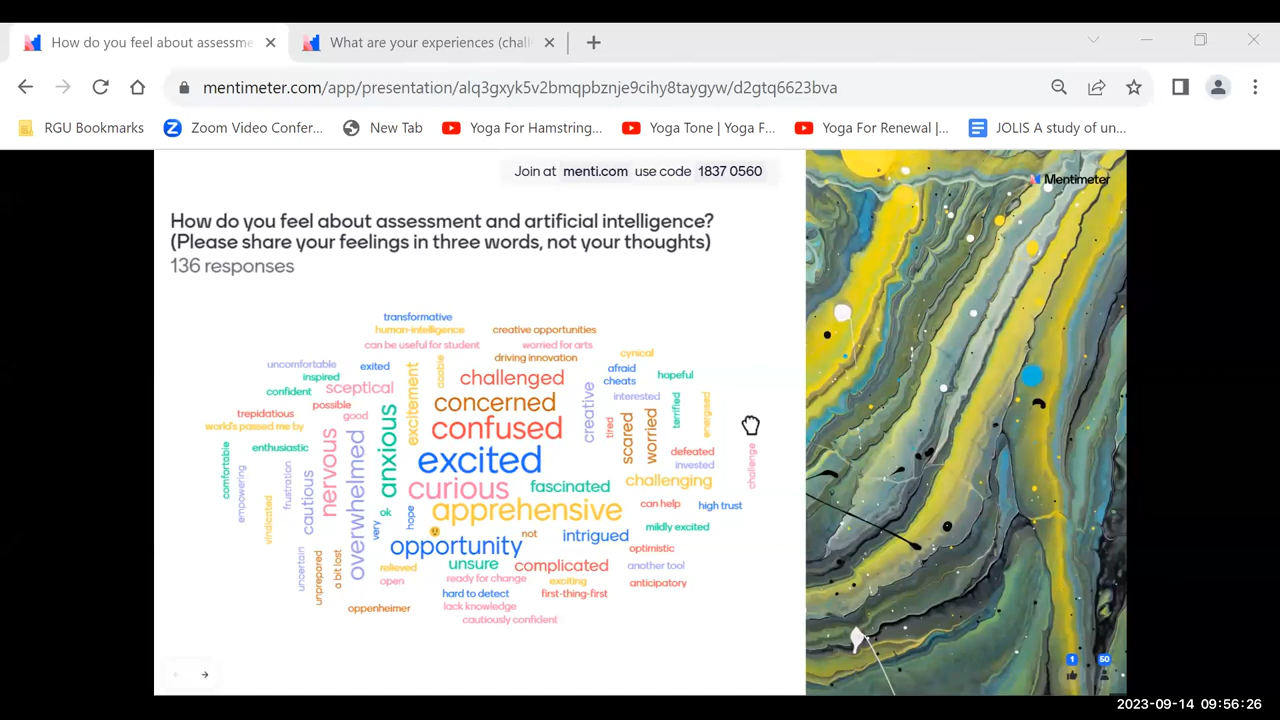 How do you feel about assessme
What are your experiences (chal
mentimeter.com/app/presentation/alq3gxyk5v2bmqpbznje9cihy8taygyw/d2gtq6623bva
RGU Bookmarks
Zoom Video Confer...
New Tab
Yoga For Hamstring...
Yoga Tone | Yoga F...
Yoga For Renewal |...
JOLIS A study of un...
Join at menti.com use code 1837 0560
Mentimeter
How do you feel about assessment and artificial intelligence?
(Please share your feelings in three words, not your thoughts)
136 responses
transformative
human-intelligence
creative opportunities
can be useful for student
worried for arts
driving innovation
cynical
uncomfortable
exited
afraid
inspired
challenged
cheats
hopeful
confident
sceptical
excitement
creative
interested
terrified
energised
concerned
possible
trepidatious
good
world's passed me by
anxious
confused
tired
scared
worried
enthusiastic
nervous
overwhelmed
excited
defeated
challenge
comfortable
empowering
frustration
cautious
invested
curious
fascinated
challenging
vindicated
ok
hope
apprehensive
can help
high trust
very
not
intrigued
mildly excited
opportunity
optimistic
uncertain
unprepared
a bit lost
relieved
unsure
complicated
another tool
open
ready for change
exciting
anticipatory
hard to detect
first-thing-first
oppenheimer
lack knowledge
cautiously confident
1
50
2023-09-14 09:56:26